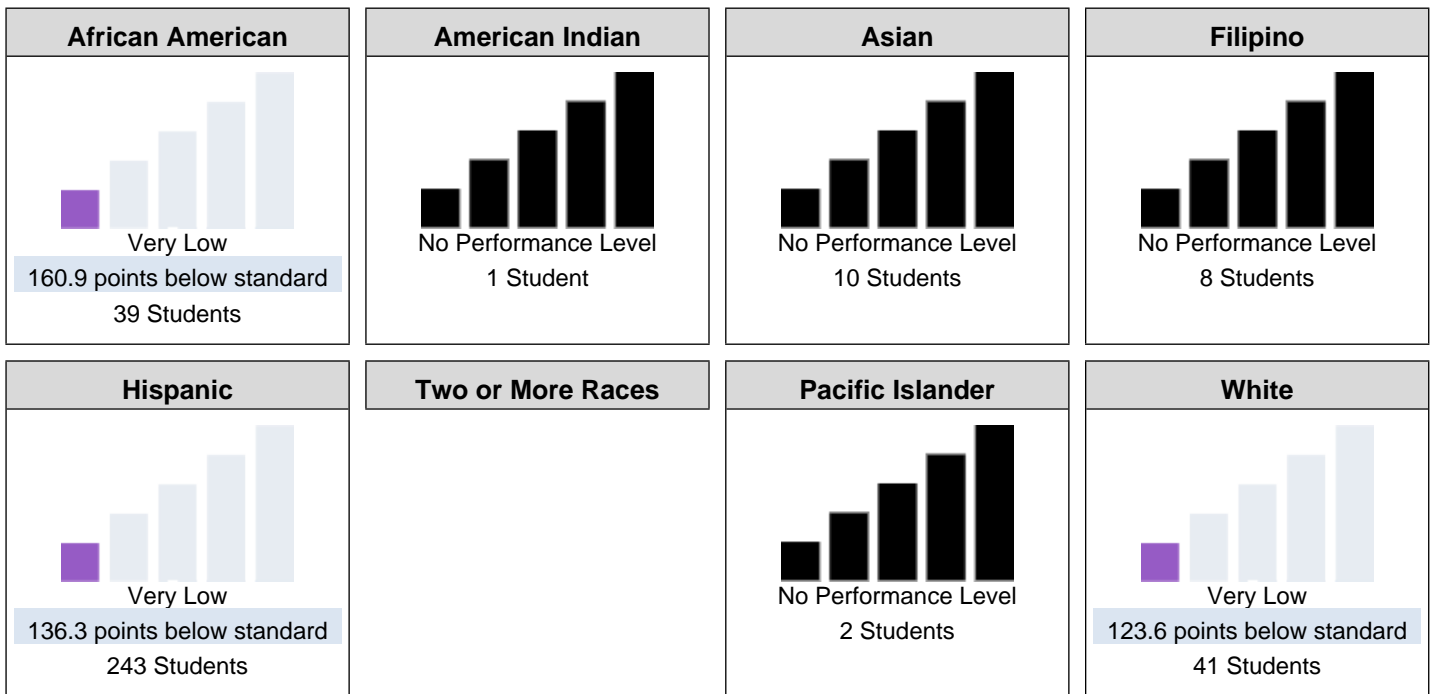 African American
Very Low
160.9 points below standard
39 Students
American Indian
No Performance Level
1 Student
Asian
No Performance Level
10 Students
Filipino
No Performance Level
8 Students
Hispanic
Very Low
136.3 points below standard
243 Students
Two or More Races
Pacific Islander
No Performance Level
2 Students
White
Very Low
123.6 points below standard
41 Students